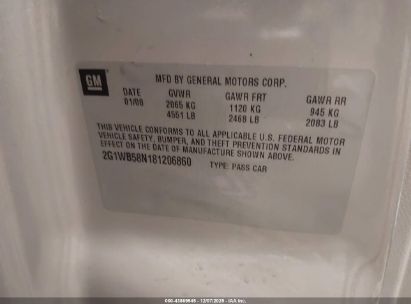 GM
MFD BY GENERAL MOTORS CORP.
DATE GVWR GAWR FRT GAWR RR
01/08 2065 KG 1120 KG 945 KG
4551 LB 2468 LB 2083 LB
THIS VEHICLE CONFORMS TO ALL APPLICABLE U.S. FEDERAL MOTOR
VEHICLE SAFETY, BUMPER, AND THEFT PREVENTION STANDARDS IN
EFFECT ON THE DATE OF MANUFACTURE SHOWN ABOVE.
2G1WB58N181206860 TYPE: PASS CAR